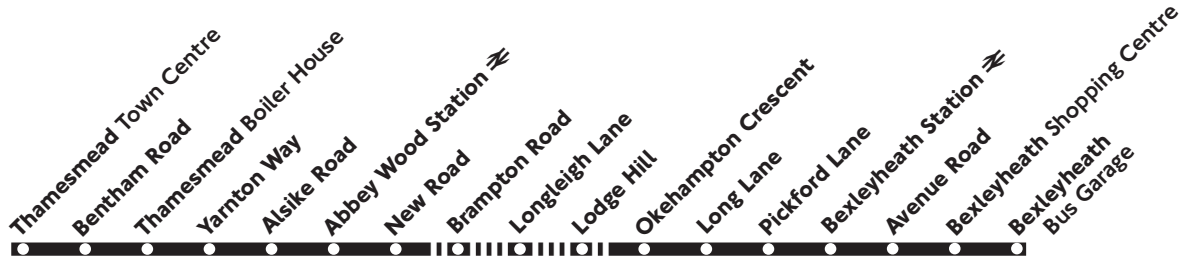 Thamesmead Town Centre
Bentham Road
Thamesmead Boiler House
Yarnton Way
Alsike Road
Abbey Wood Station
New Road
Brampton Road
Longleigh Lane
Lodge Hill
Okehampton Crescent
Long Lane
Pickford Lane
Bexleyheath Station
Avenue Road
Bexleyheath Shopping Centre
Bexleyheath
Bus Garage